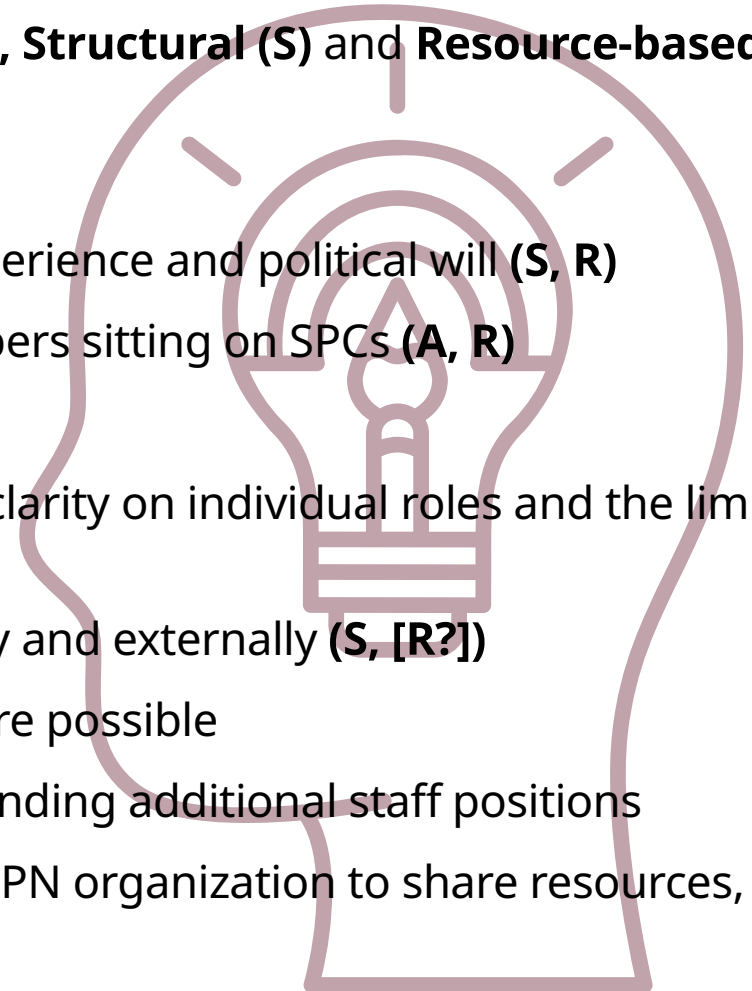 , Structural (S) and Resource-based
erience and political will (S, R)
bers sitting on SPCs (A, R)
clarity on individual roles and the lim
y and externally (S, [R?])
re possible
nding additional staff positions
PN organization to share resources,